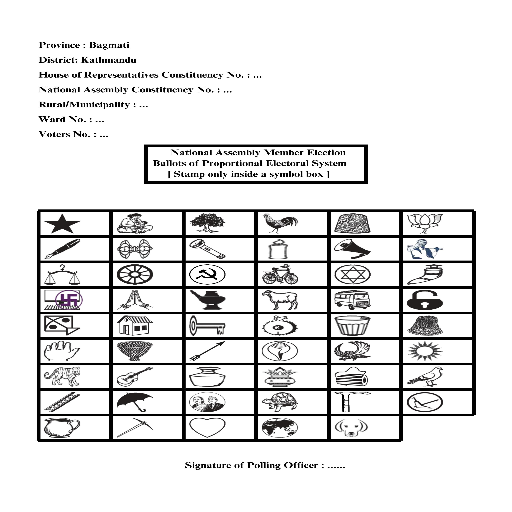 Province : Bagmati
District: Kathmandu
House of Representatives Constituency No. : ...
National Assembly Constituency No. : ...
Rural/Municipality : ...
Ward No. : ...
Voters No. : ...
National Assembly Member Election
Ballots of Proportional Electoral System
[ Stamp only inside a symbol box ]
Signature of Polling Officer : ......